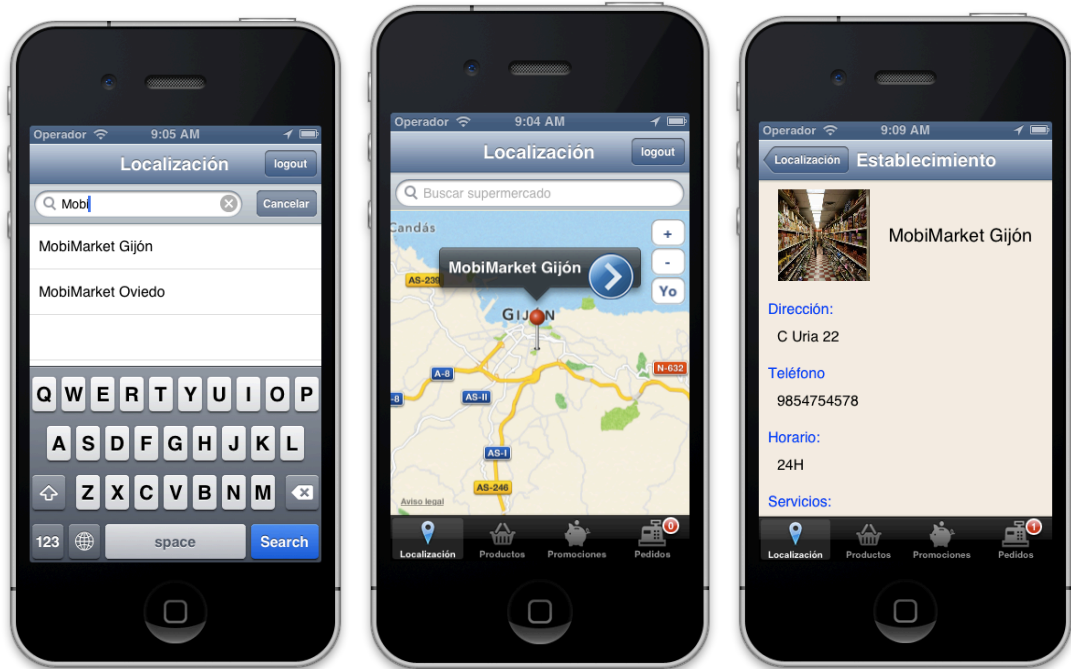 Operador 9:05 AM
Localización logout
Mobi Cancelar
MobiMarket Gijón
MobiMarket Oviedo
Q W E R T Y U I O P
A S D F G H J K L
Z X C V B N M
123 space Search
Operador 9:04 AM
Localización logout
Buscar supermercado
Candás
+
-
Yo
MobiMarket Gijón
AS-239
N-632
A-8
-8
AS-II
AS-I
AS-246
Aviso legal
0
Localización Productos Promociones Pedidos
Operador 9:09 AM
Localización Establecimiento
MobiMarket Gijón
Dirección:
C Uria 22
Teléfono
9854754578
Horario:
24H
Servicios:
1
Localización Productos Promociones Pedidos